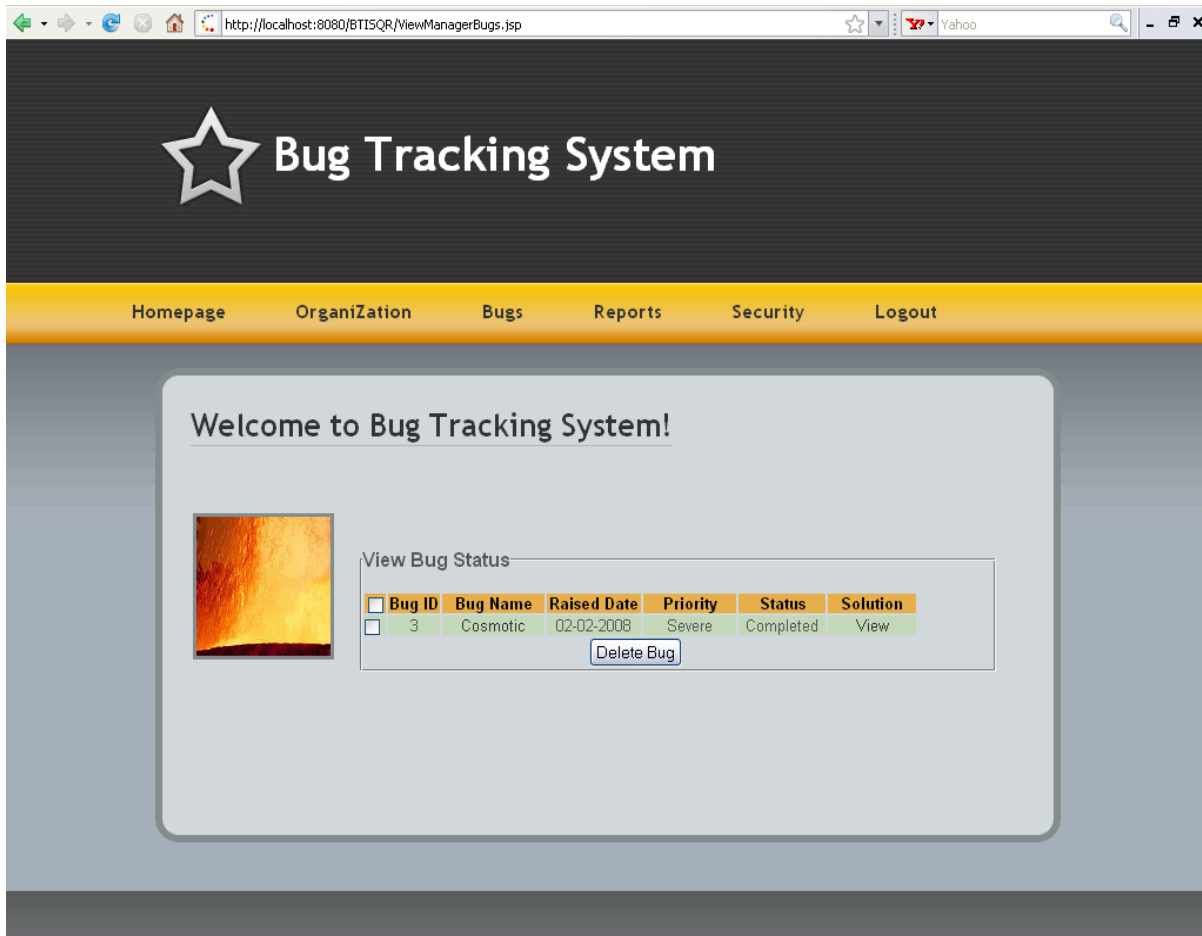 http://localhost:8080/BTISQR/ViewManagerBugs.jsp
Yahoo
Bug Tracking System
Homepage OrganiZation Bugs Reports Security Logout
Welcome to Bug Tracking System!
View Bug Status
Bug ID Bug Name Raised Date Priority Status Solution
3 Cosmotic 02-02-2008 Severe Completed View
Delete Bug